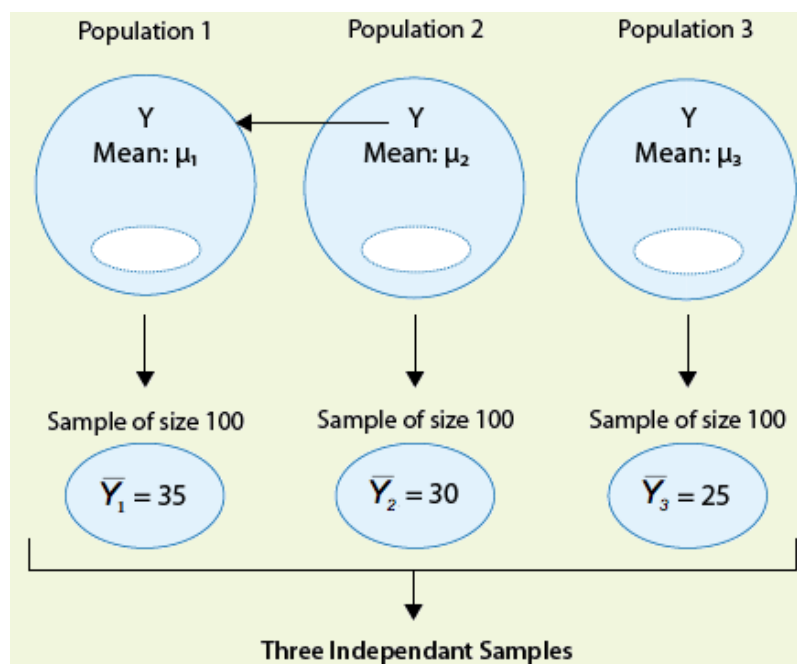 Population 1
Population 2
Population 3
Y
Mean: μ₁
Y
Mean: μ₂
Y
Mean: μ₃
Sample of size 100
Sample of size 100
Sample of size 100
Y̅₁ = 35
Y̅₂ = 30
Y̅₃ = 25
Three Independant Samples